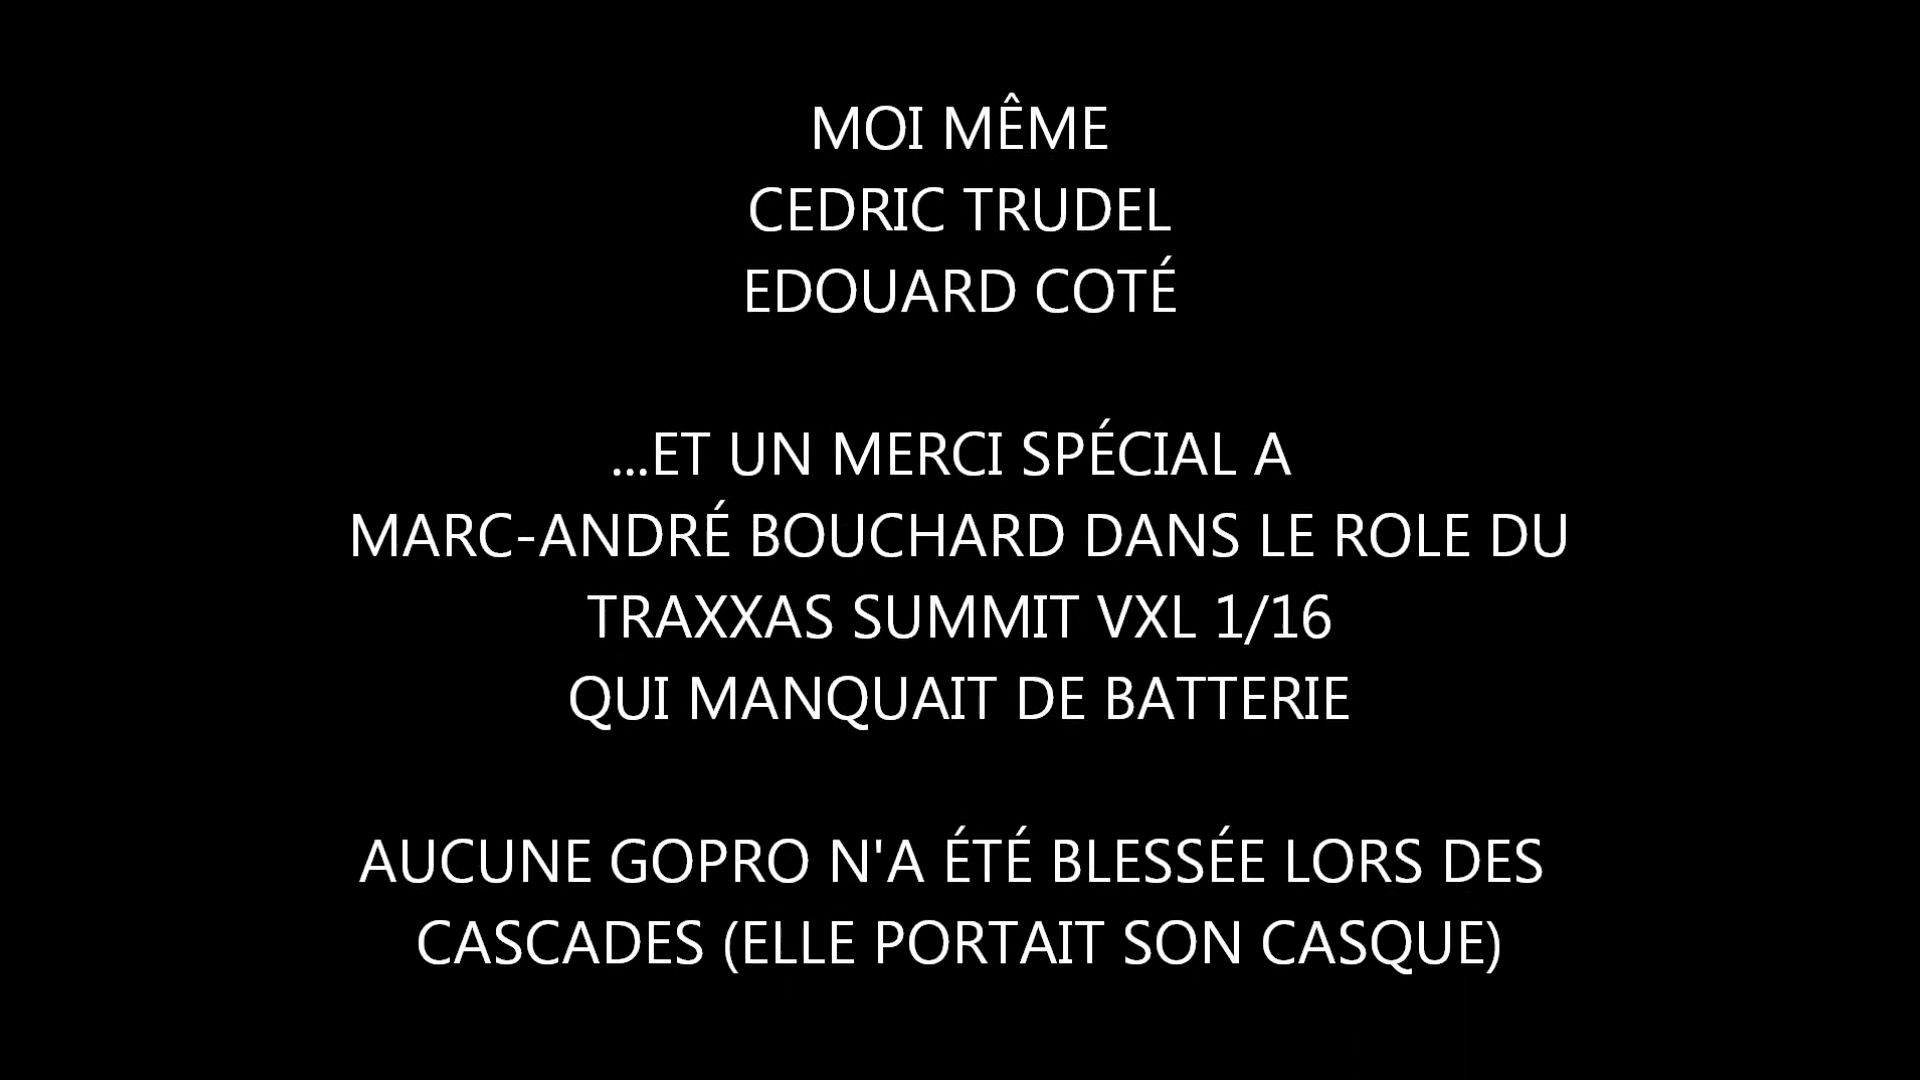 MOI MÊME
CEDRIC TRUDEL
EDOUARD COTÉ
...ET UN MERCI SPÉCIAL A
MARC-ANDRÉ BOUCHARD DANS LE ROLE DU
TRAXXAS SUMMIT VXL 1/16
QUI MANQUAIT DE BATTERIE
AUCUNE GOPRO N'A ÉTÉ BLESSÉE LORS DES
CASCADES (ELLE PORTAIT SON CASQUE)